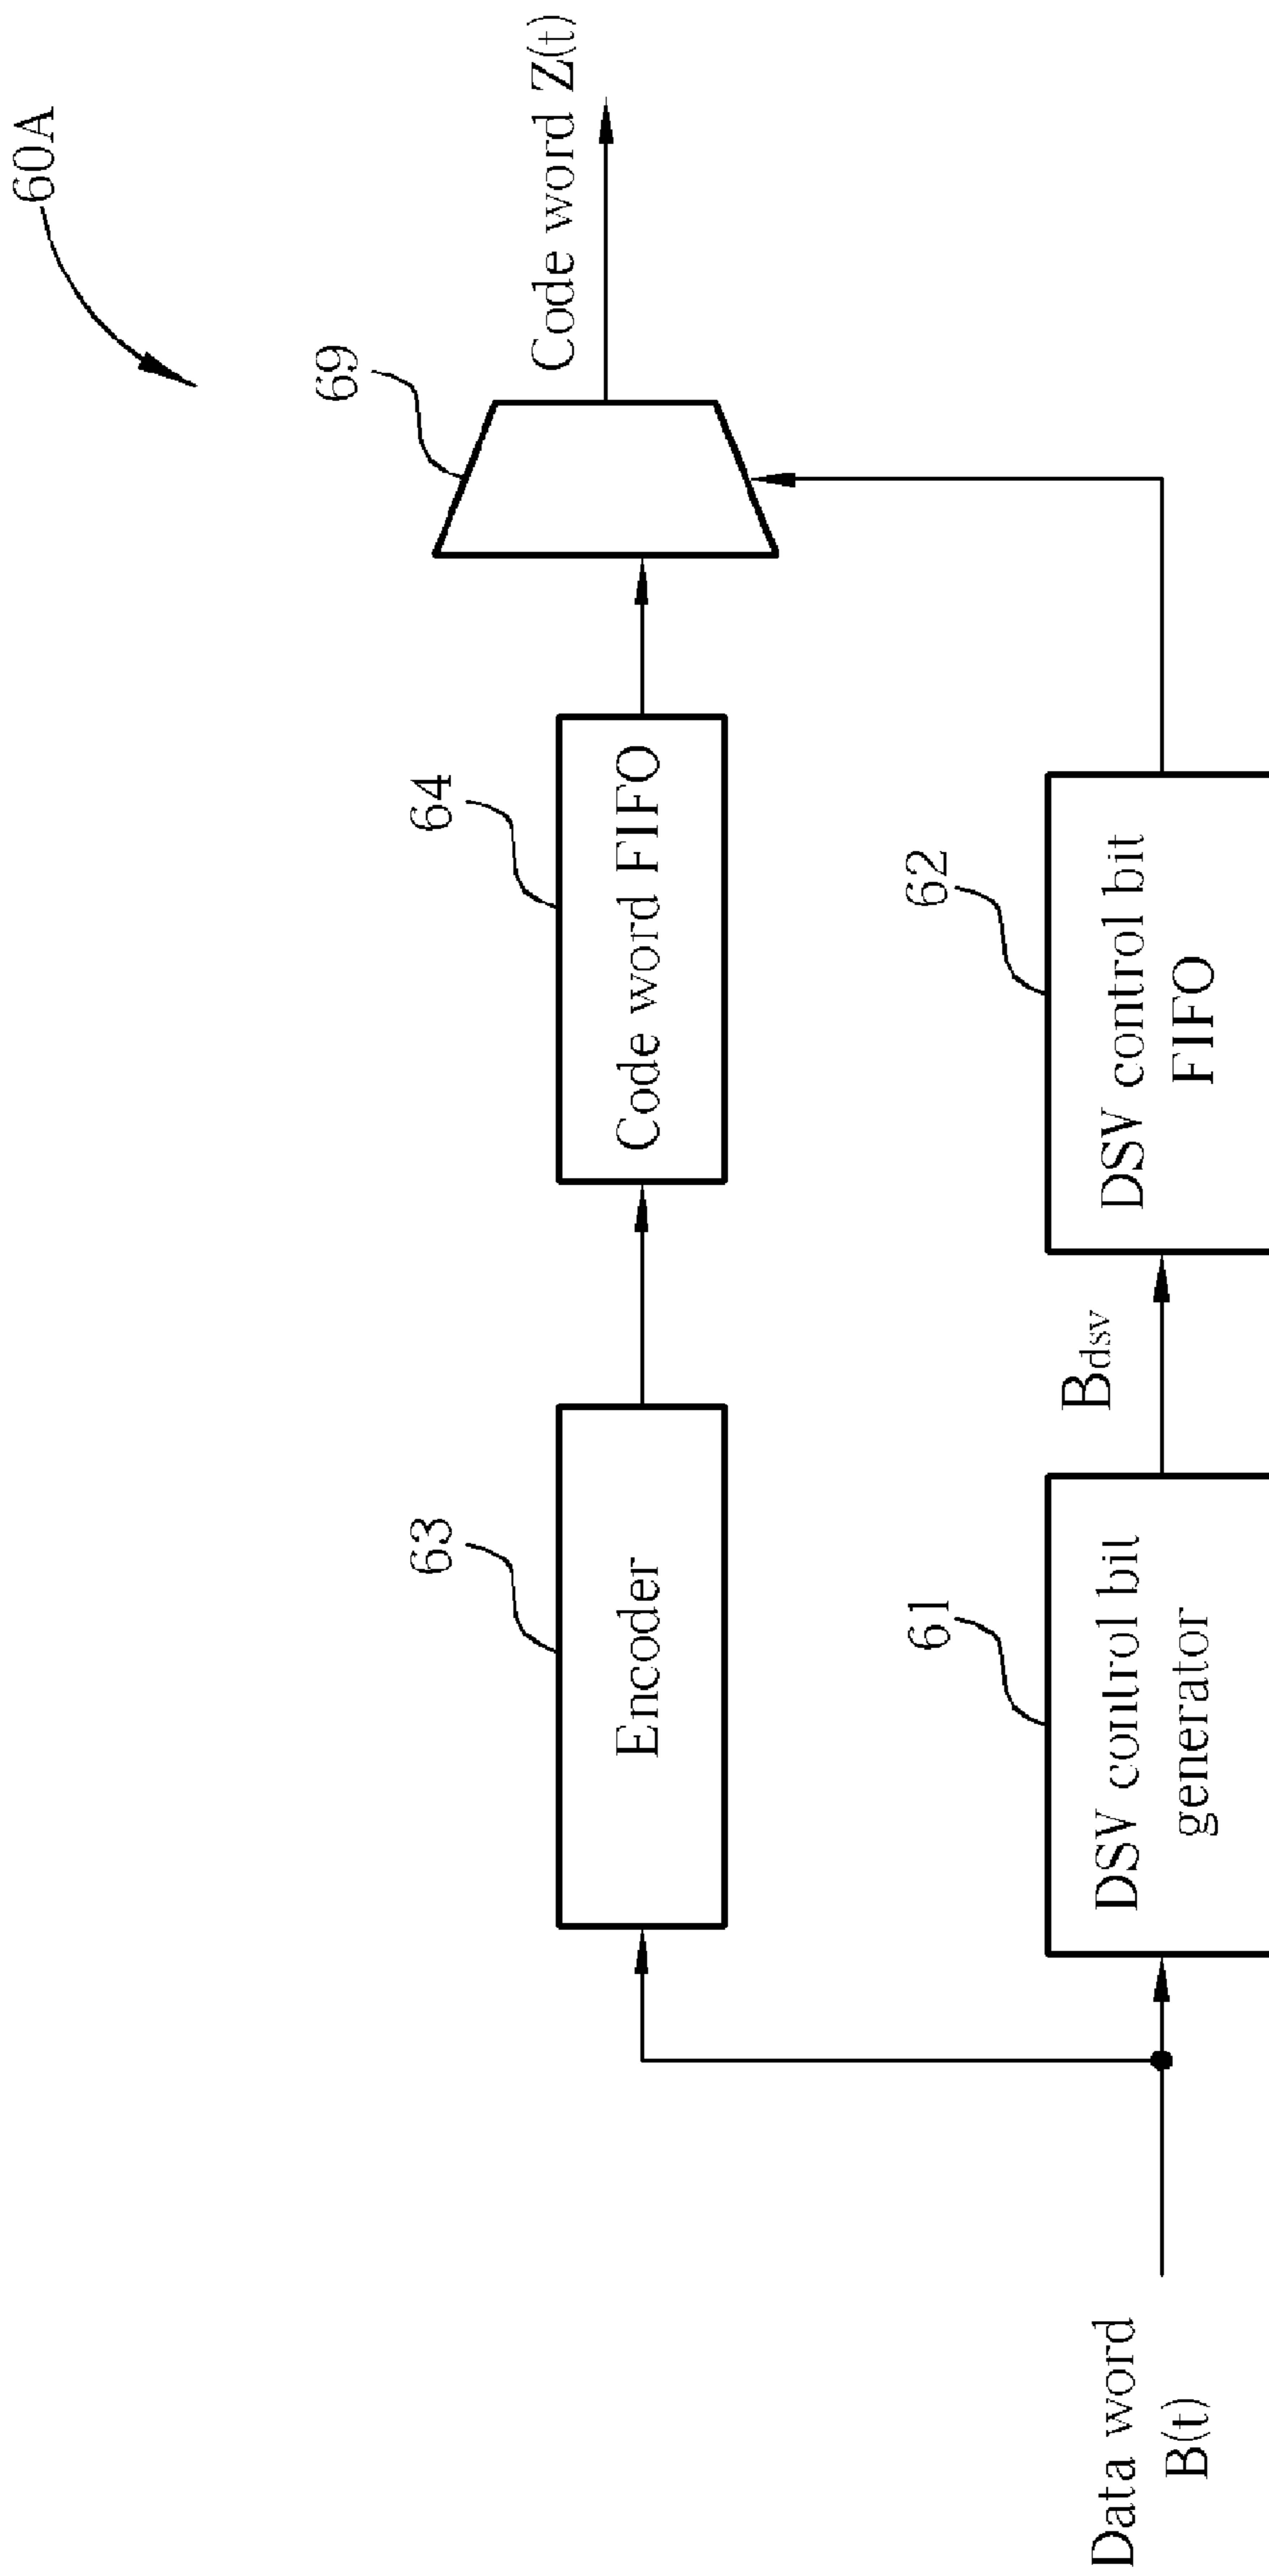 60A
69
Code word Z(t)
63
64
Encoder
Code word FIFO
61
62
DSV control bit
generator
Bdsv
DSV control bit
FIFO
Data word
B(t)